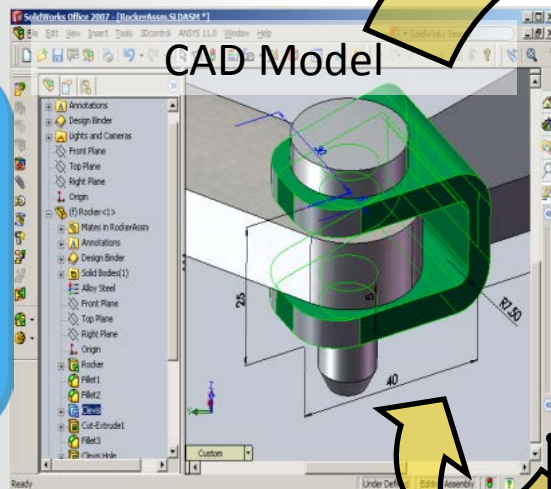 SolidWorks Office 2007 - [RockerAssm.SLDASM *]
File Edit View Insert Tools 3Dcontrol ANSYS 11.0 Window Help
CAD Model
Annotations
Design Binder
Lights and Cameras
Front Plane
Top Plane
Right Plane
Origin
(f) Rocker<1>
Mates in RockerAssm
Annotations
Design Binder
Solid Bodies(1)
Alloy Steel
Front Plane
Top Plane
Right Plane
Origin
Rocker
Fillet1
Fillet2
Clevis
Cut-Extrude1
Fillet3
Clevis Hole
25
5
R7.50
40
Z
Custom
Ready
Under Def
Editing Assembly